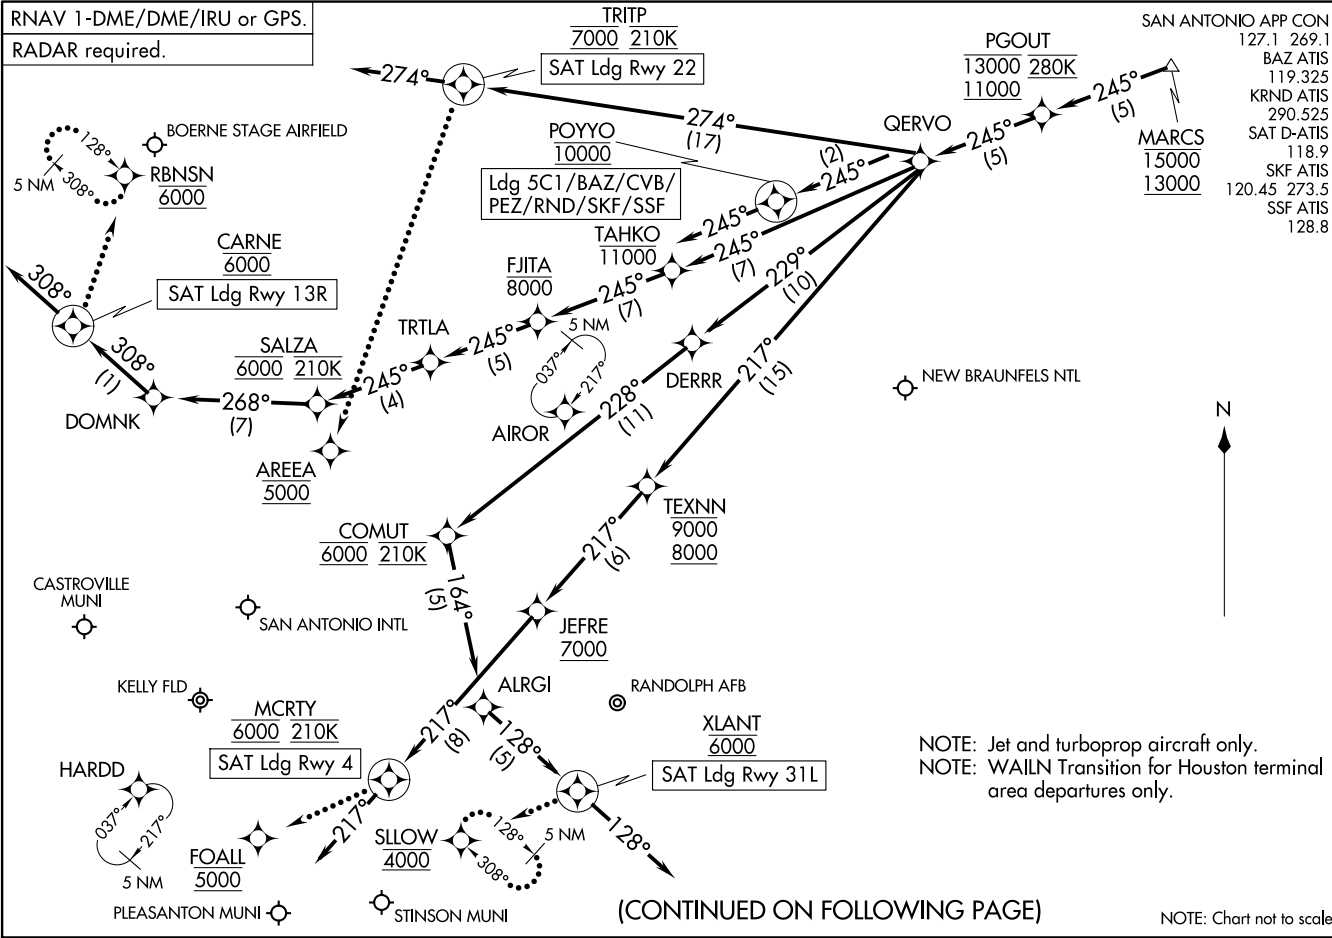 RNAV 1-DME/DME/IRU or GPS.
RADAR required.
TRITP
7000 210K
SAT Ldg Rwy 22
274°
PGOUT
13000 280K
11000
SAN ANTONIO APP CON
127.1 269.1
BAZ ATIS
119.325
KRND ATIS
290.525
SAT D-ATIS
118.9
SKF ATIS
120.45 273.5
SSF ATIS
128.8
245°
(5)
MARCS
15000
13000
245°
(5)
QERVO
274°
(17)
POYYO
10000
Ldg 5C1/BAZ/CVB/
PEZ/RND/SKF/SSF
(2)
245°
245°
BOERNE STAGE AIRFIELD
128°
308°
5 NM
RBNSN
6000
CARNE
6000
SAT Ldg Rwy 13R
308°
308°
(1)
DOMNK
TAHKO
11000
245°
(7)
229°
(10)
FJITA
8000
245°
(7)
TRTLA
245°
(5)
SALZA
6000 210K
245°
(4)
268°
(7)
5 NM
037°
217°
AIROR
DERRR
217°
(15)
228°
(11)
NEW BRAUNFELS NTL
N
AREEA
5000
COMUT
6000 210K
TEXNN
9000
8000
217°
(6)
164°
(5)
CASTROVILLE
MUNI
SAN ANTONIO INTL
JEFRE
7000
KELLY FLD
ALRGI
RANDOLPH AFB
MCRTY
6000 210K
SAT Ldg Rwy 4
217°
(8)
128°
(5)
XLANT
6000
SAT Ldg Rwy 31L
NOTE: Jet and turboprop aircraft only.
NOTE: WAILN Transition for Houston terminal
area departures only.
HARDD
037°
217°
5 NM
FOALL
5000
217°
SLLOW
4000
128°
308°
5 NM
128°
PLEASANTON MUNI
STINSON MUNI
(CONTINUED ON FOLLOWING PAGE)
NOTE: Chart not to scale